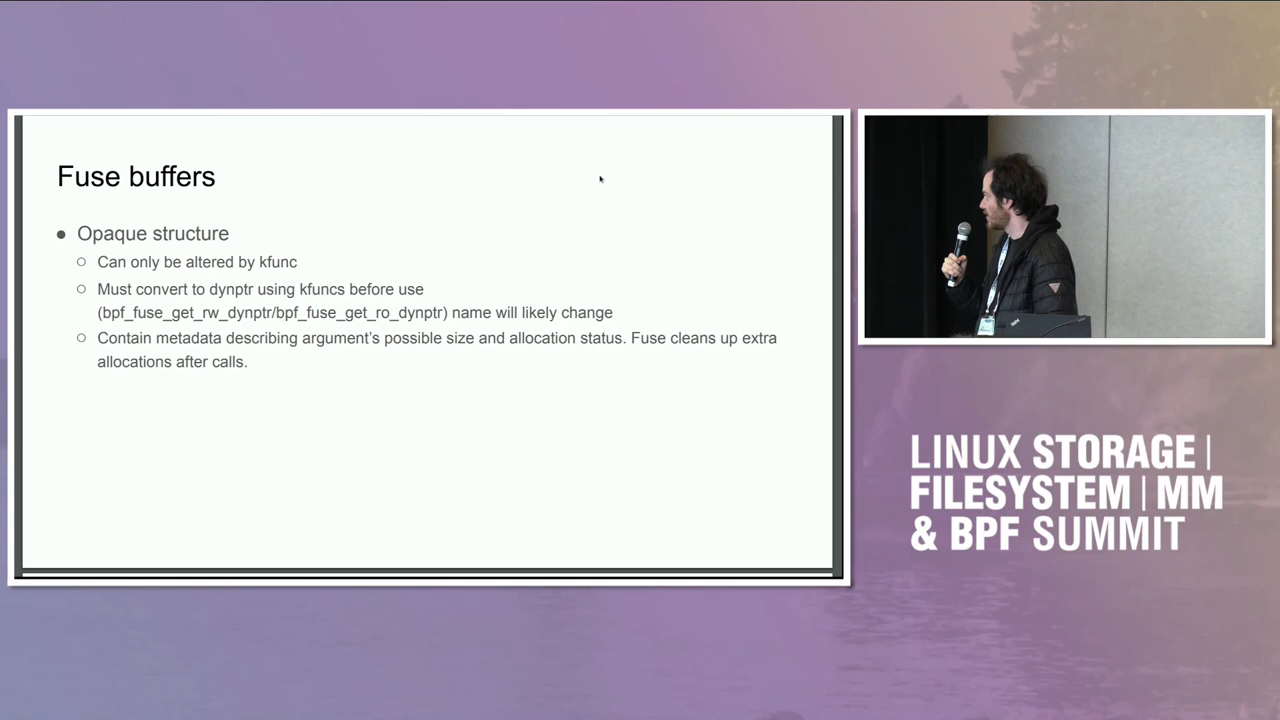 Fuse buffers
● Opaque structure
○ Can only be altered by kfunc
○ Must convert to dynptr using kfuncs before use
(bpf_fuse_get_rw_dynptr/bpf_fuse_get_ro_dynptr) name will likely change
○ Contain metadata describing argument's possible size and allocation status. Fuse cleans up extra
allocations after calls.
LINUX STORAGE |
FILESYSTEM | MM
& BPF SUMMIT